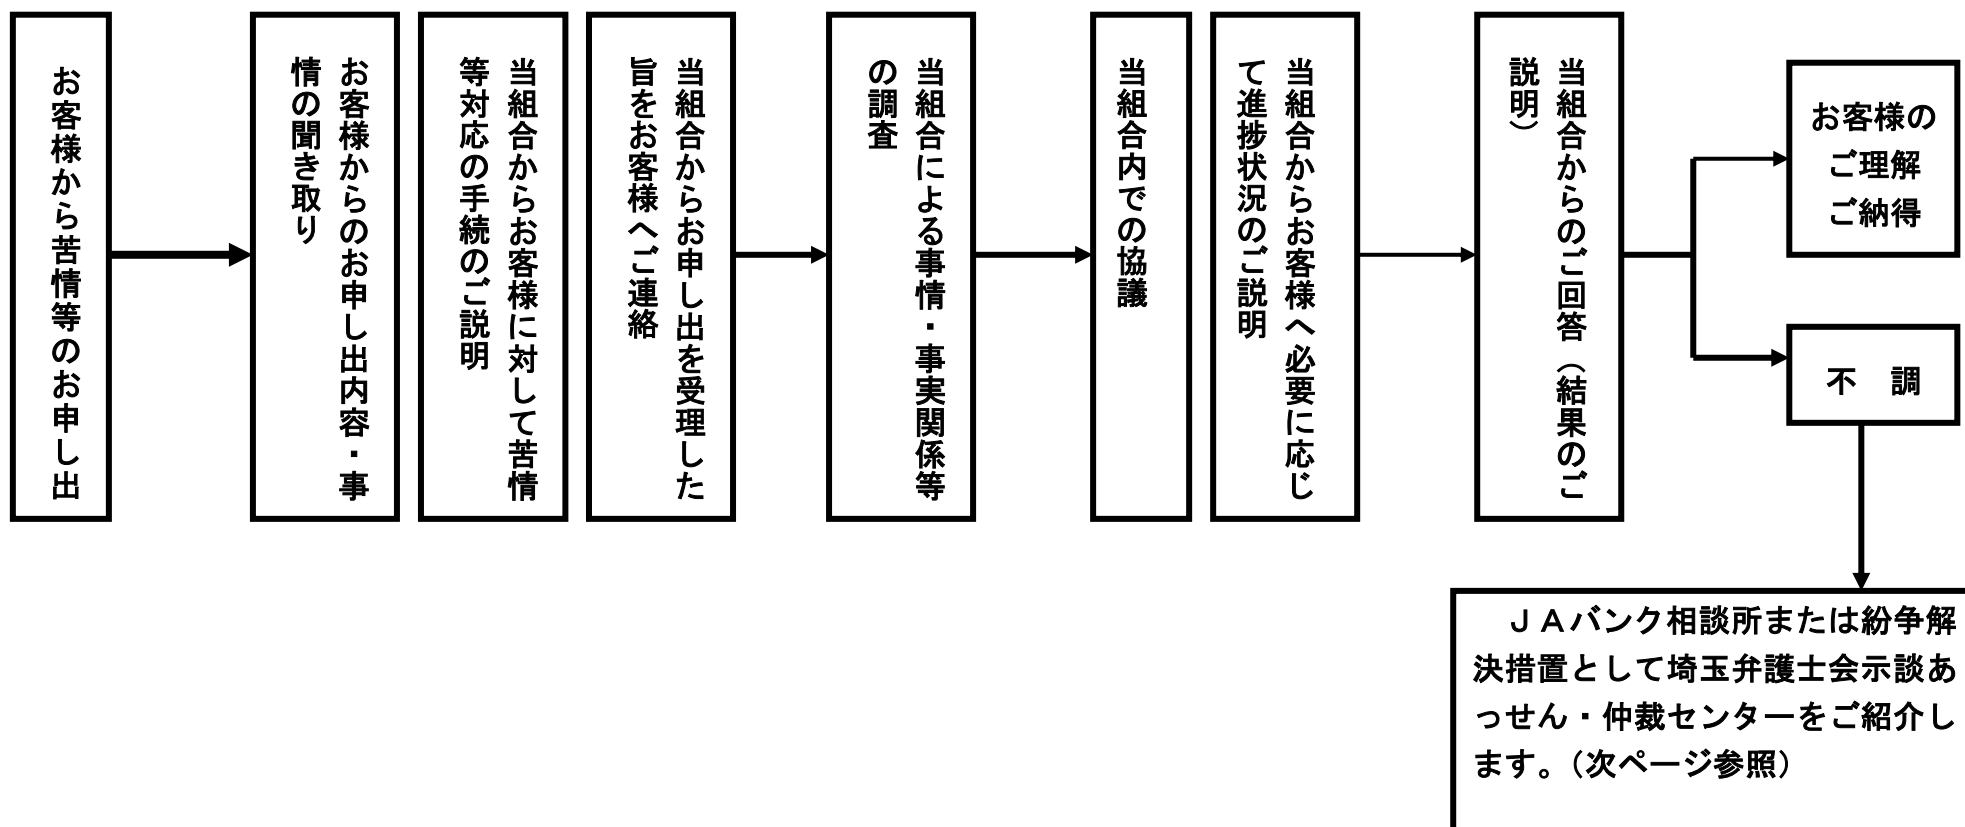 お客様から苦情等のお申し出
お客様からのお申し出内容・事
情の聞き取り
当組合からお客様に対して苦情
等対応の手続のご説明
当組合からお申し出を受理した
旨をお客様へご連絡
当組合による事情・事実関係等
の調査
当組合内での協議
当組合からお客様へ必要に応じ
て進捗状況のご説明
当組合からのご回答（結果のご
説明）
お客様の
ご理解
ご納得
不　調
ＪＡバンク相談所または紛争解
決措置として埼玉弁護士会示談あ
っせん・仲裁センターをご紹介し
ます。（次ページ参照）